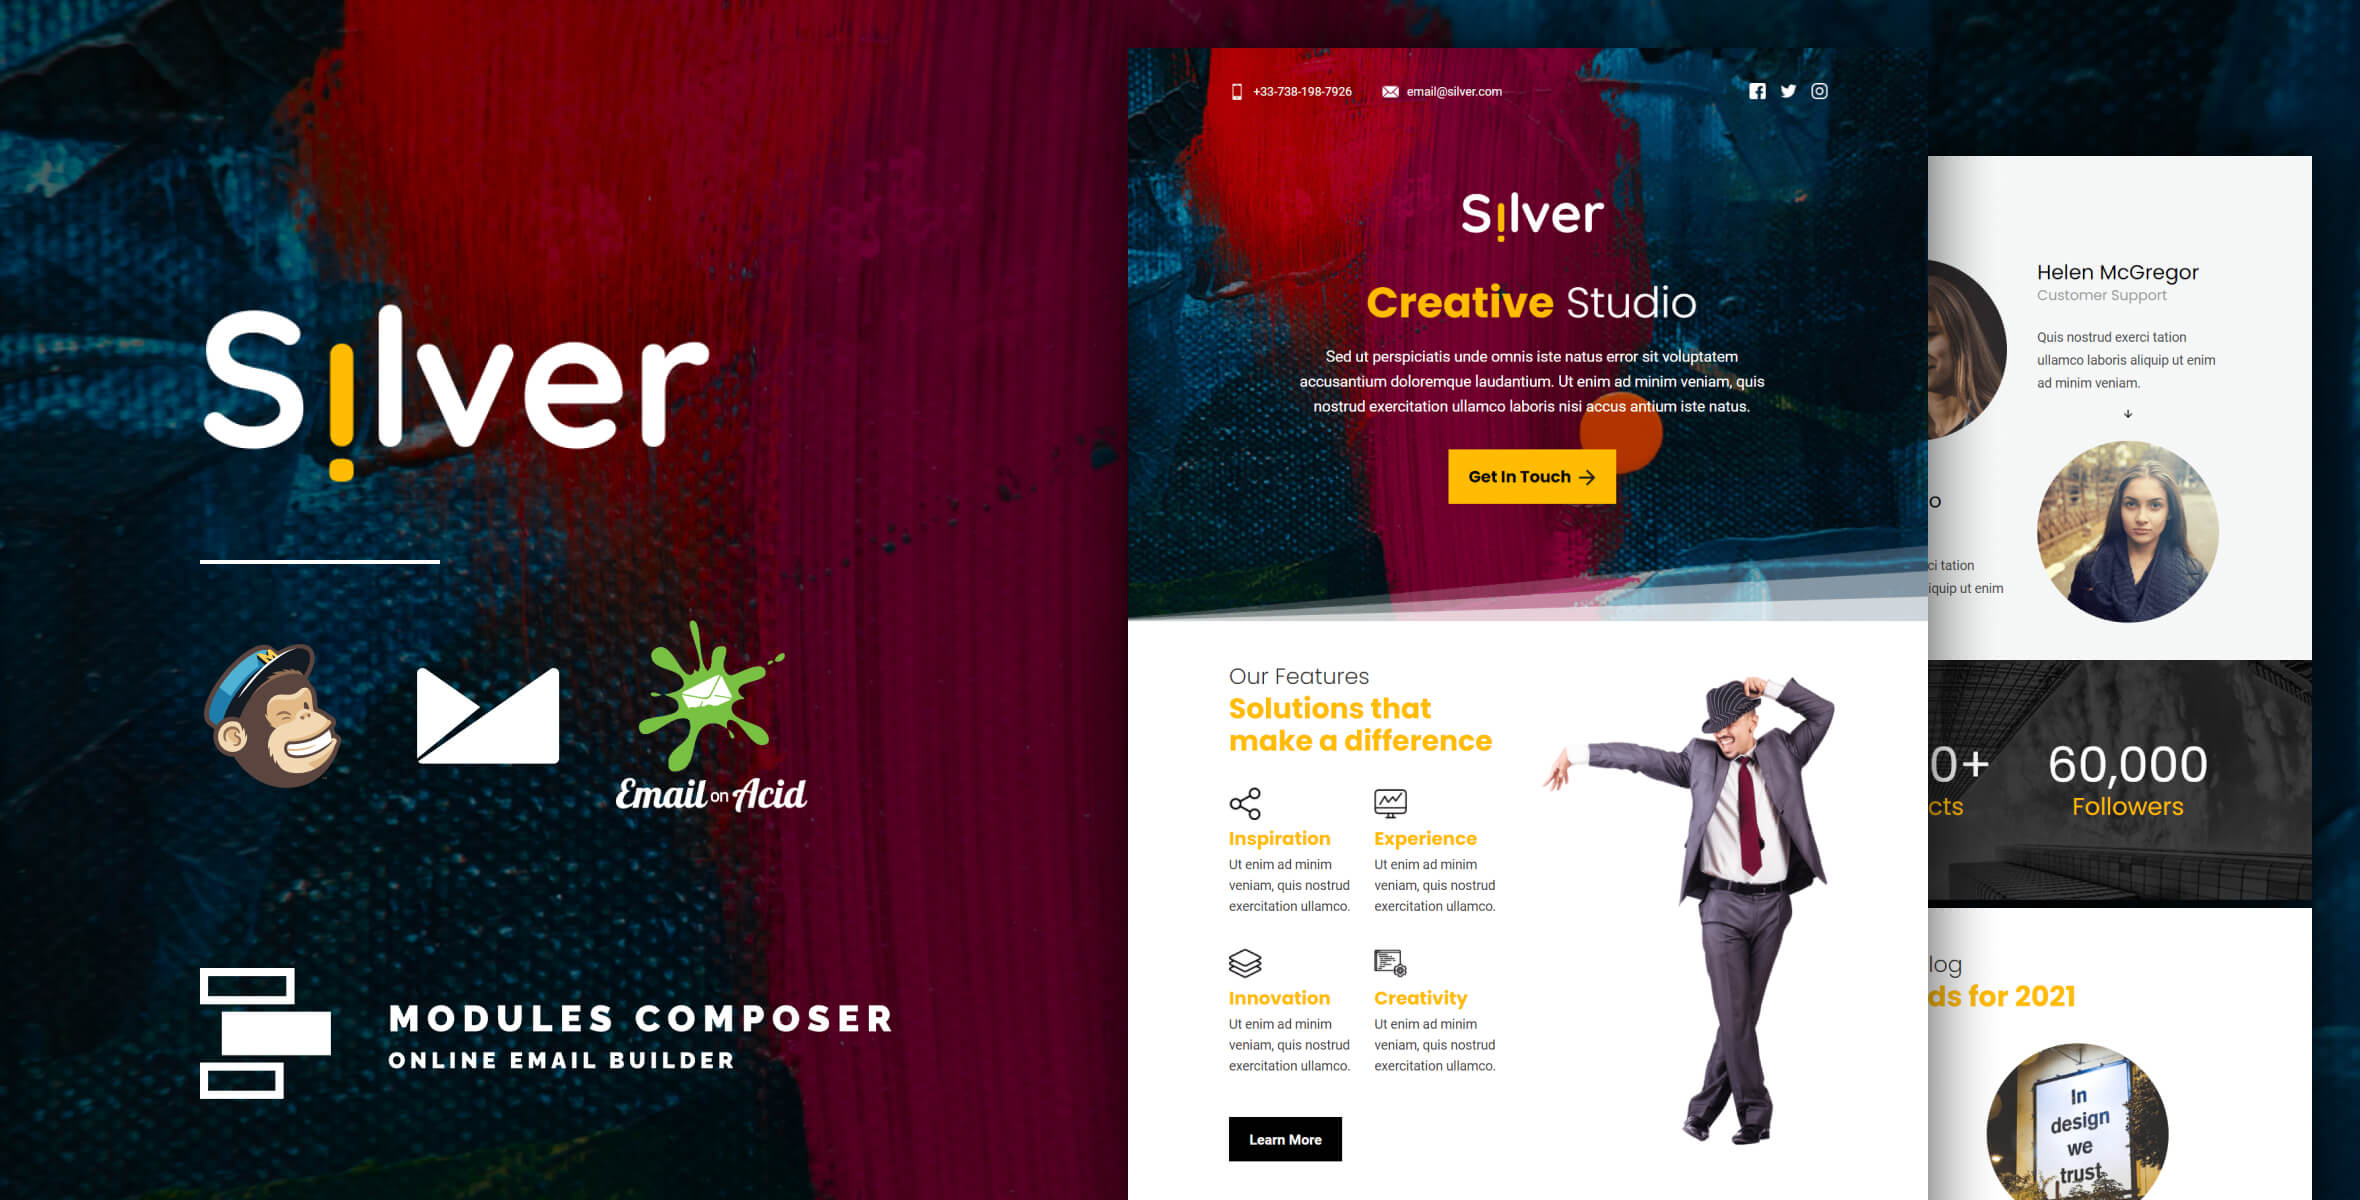 Silver
Email on Acid
MODULES COMPOSER
ONLINE EMAIL BUILDER
+33-738-198-7926
email@silver.com
Silver
Creative Studio
Sed ut perspiciatis unde omnis iste natus error sit voluptatem
accusantium doloremque laudantium. Ut enim ad minim veniam, quis
nostrud exercitation ullamco laboris nisi accus antium iste natus.
Get In Touch →
Our Features
Solutions that
make a difference
Inspiration
Ut enim ad minim
veniam, quis nostrud
exercitation ullamco.
Experience
Ut enim ad minim
veniam, quis nostrud
exercitation ullamco.
Innovation
Ut enim ad minim
veniam, quis nostrud
exercitation ullamco.
Creativity
Ut enim ad minim
veniam, quis nostrud
exercitation ullamco.
Learn More
Helen McGregor
Customer Support
Quis nostrud exerci tation
ullamco laboris aliquip ut enim
ad minim veniam.
o
ci tation
iquip ut enim
0+
cts
60,000
Followers
log
ds for 2021
In
design
we
trust